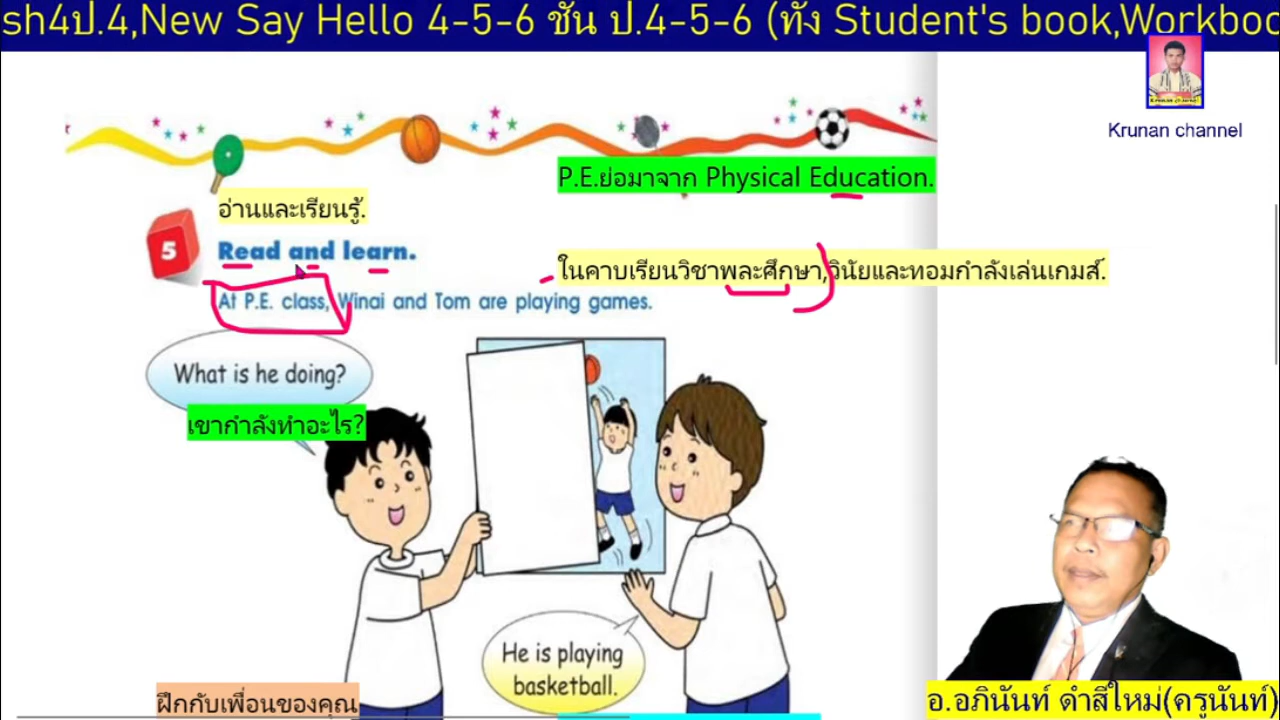 sh4ป.4,New Say Hello 4-5-6 ชั้น ป.4-5-6 (ทั้ง Student's book,Workboo
Krunan channel
P.E.ย่อมาจาก Physical Education.
อ่านและเรียนรู้.
5
Read and learn.
ในคาบเรียนวิชาพละศึกษา,วินัยและทอมกำลังเล่นเกมส์.
At P.E. class, Winai and Tom are playing games.
What is he doing?
เขากำลังทำอะไร?
He is playing
basketball.
ฝึกกับเพื่อนของคุณ
อ.อภินันท์ ดำสีใหม่(ครูนันท์)